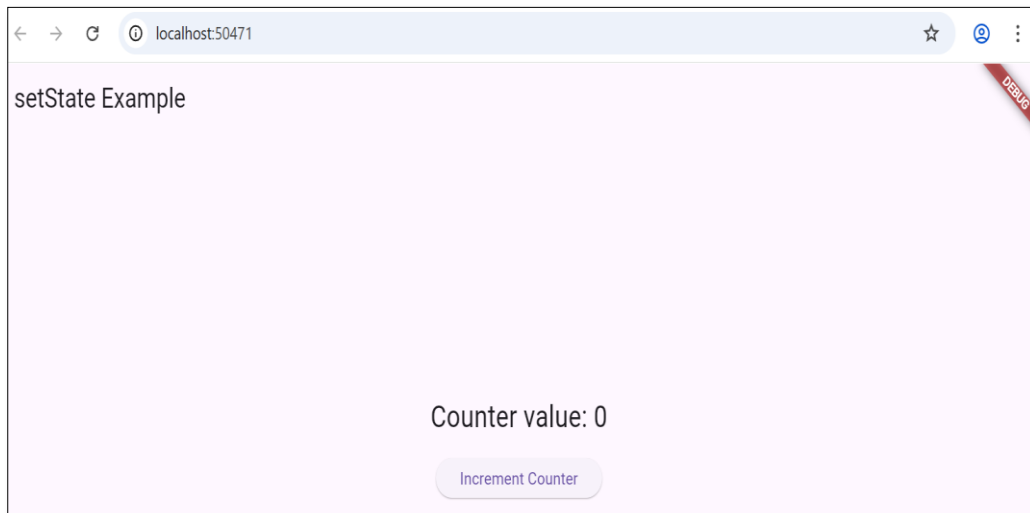 localhost:50471
DEBUG
setState Example
Counter value: 0
Increment Counter